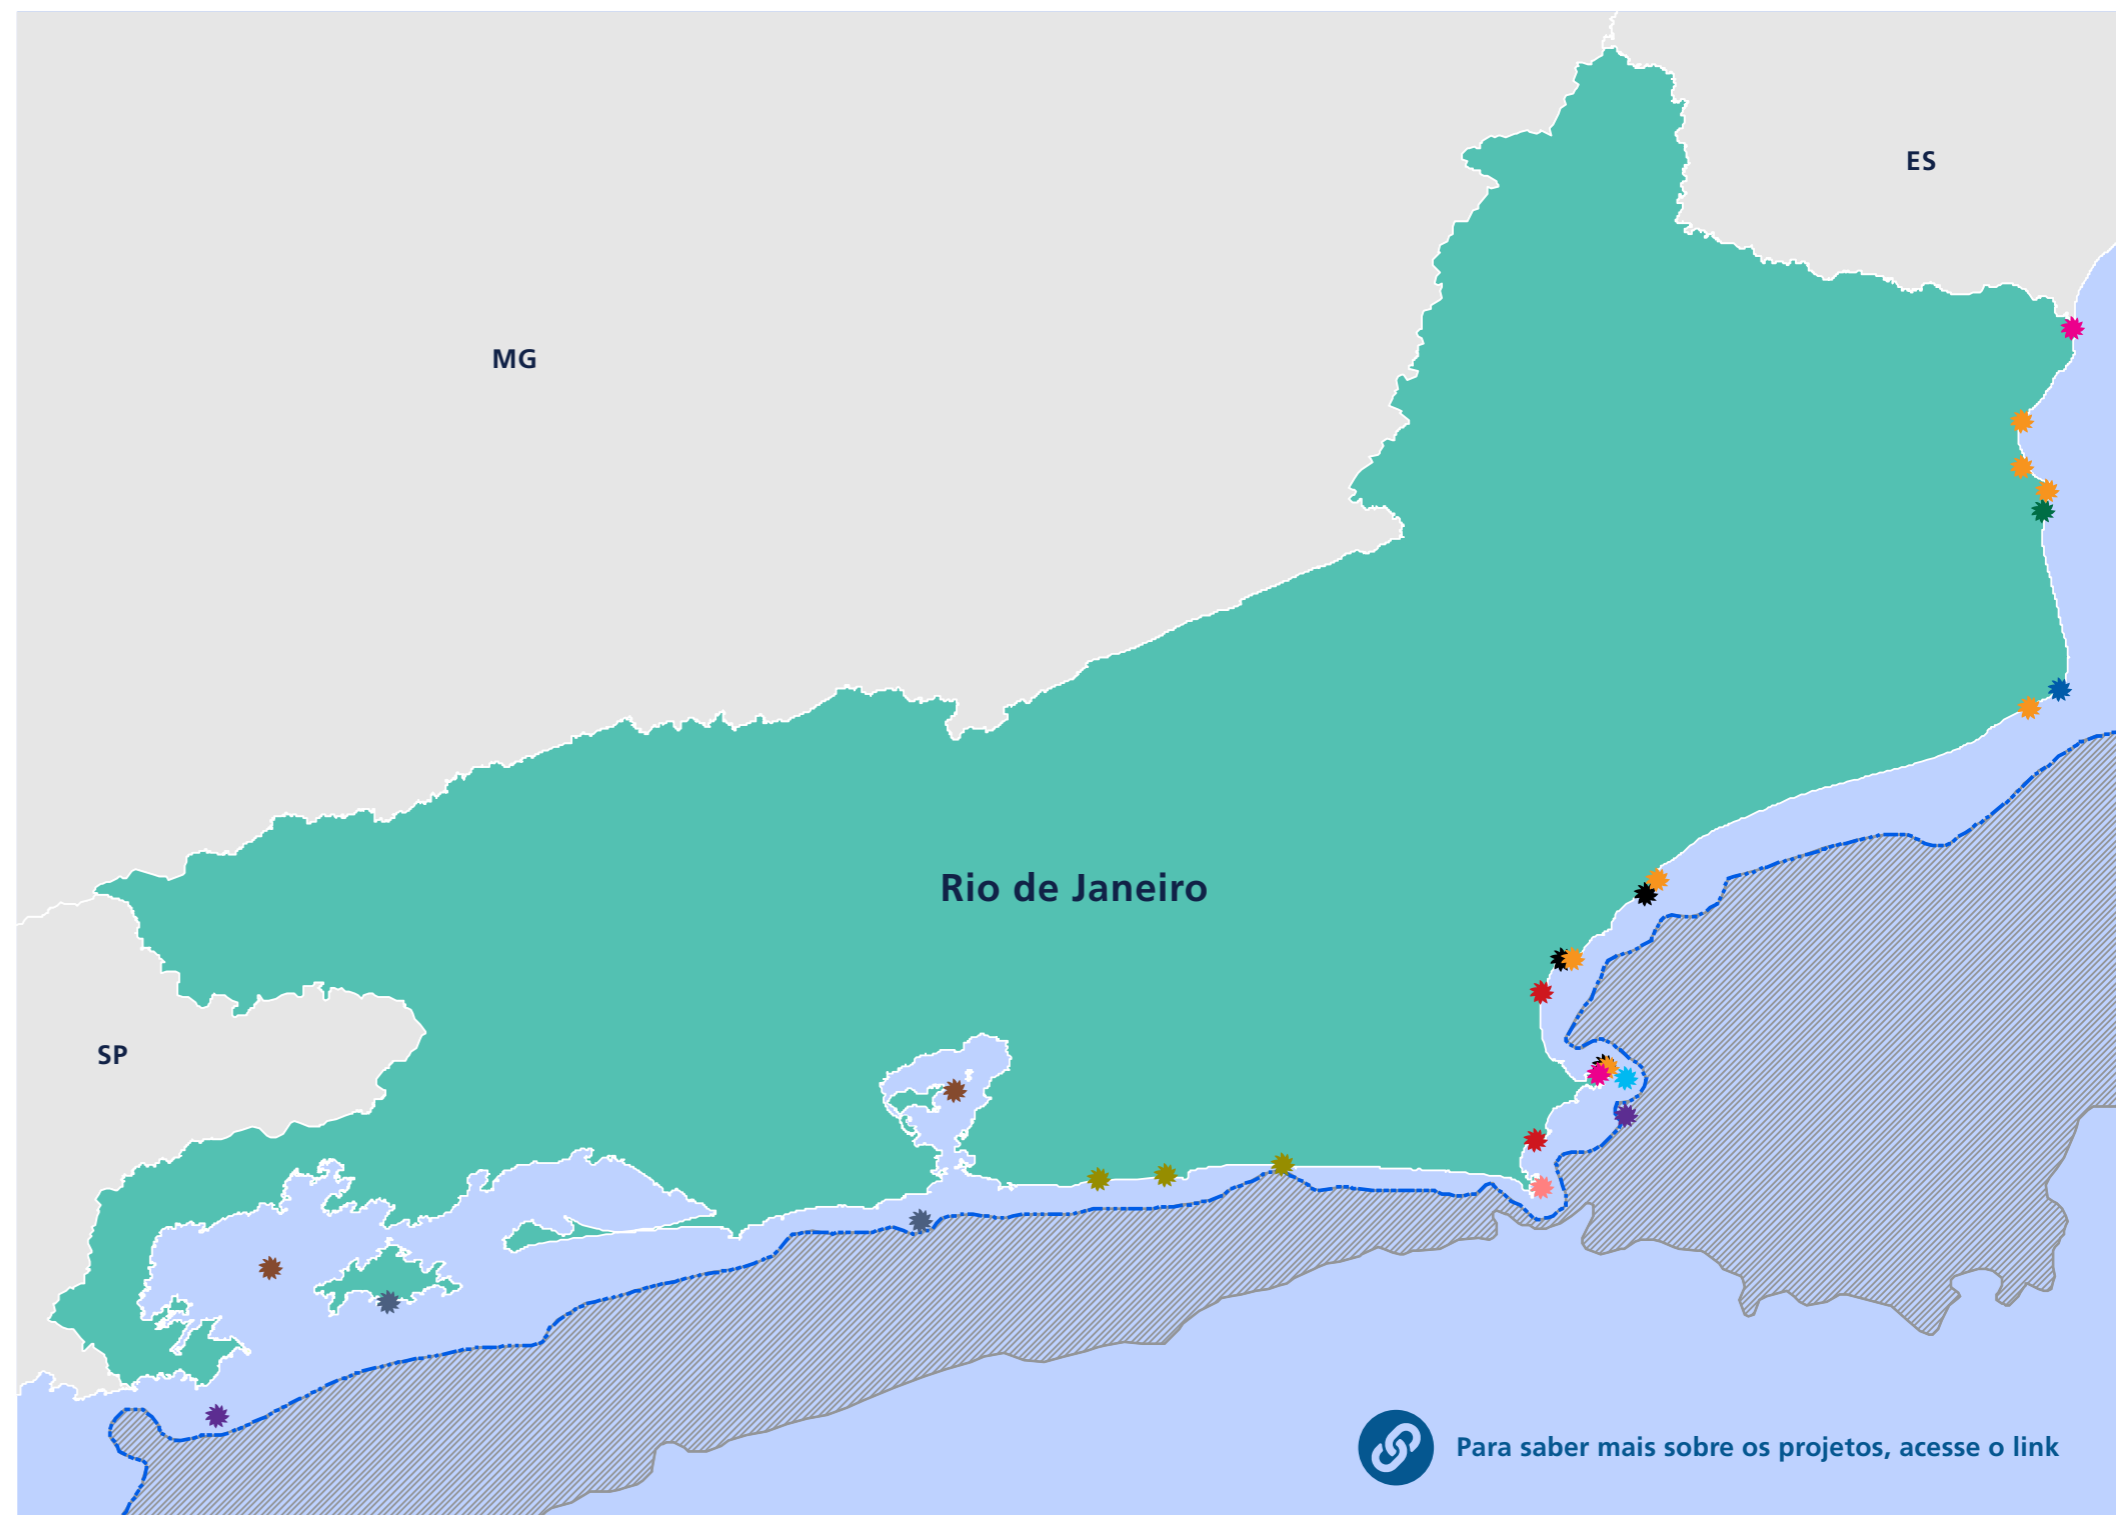 ES
MG
Rio de Janeiro
SP
Para saber mais sobre os projetos, acesse o link